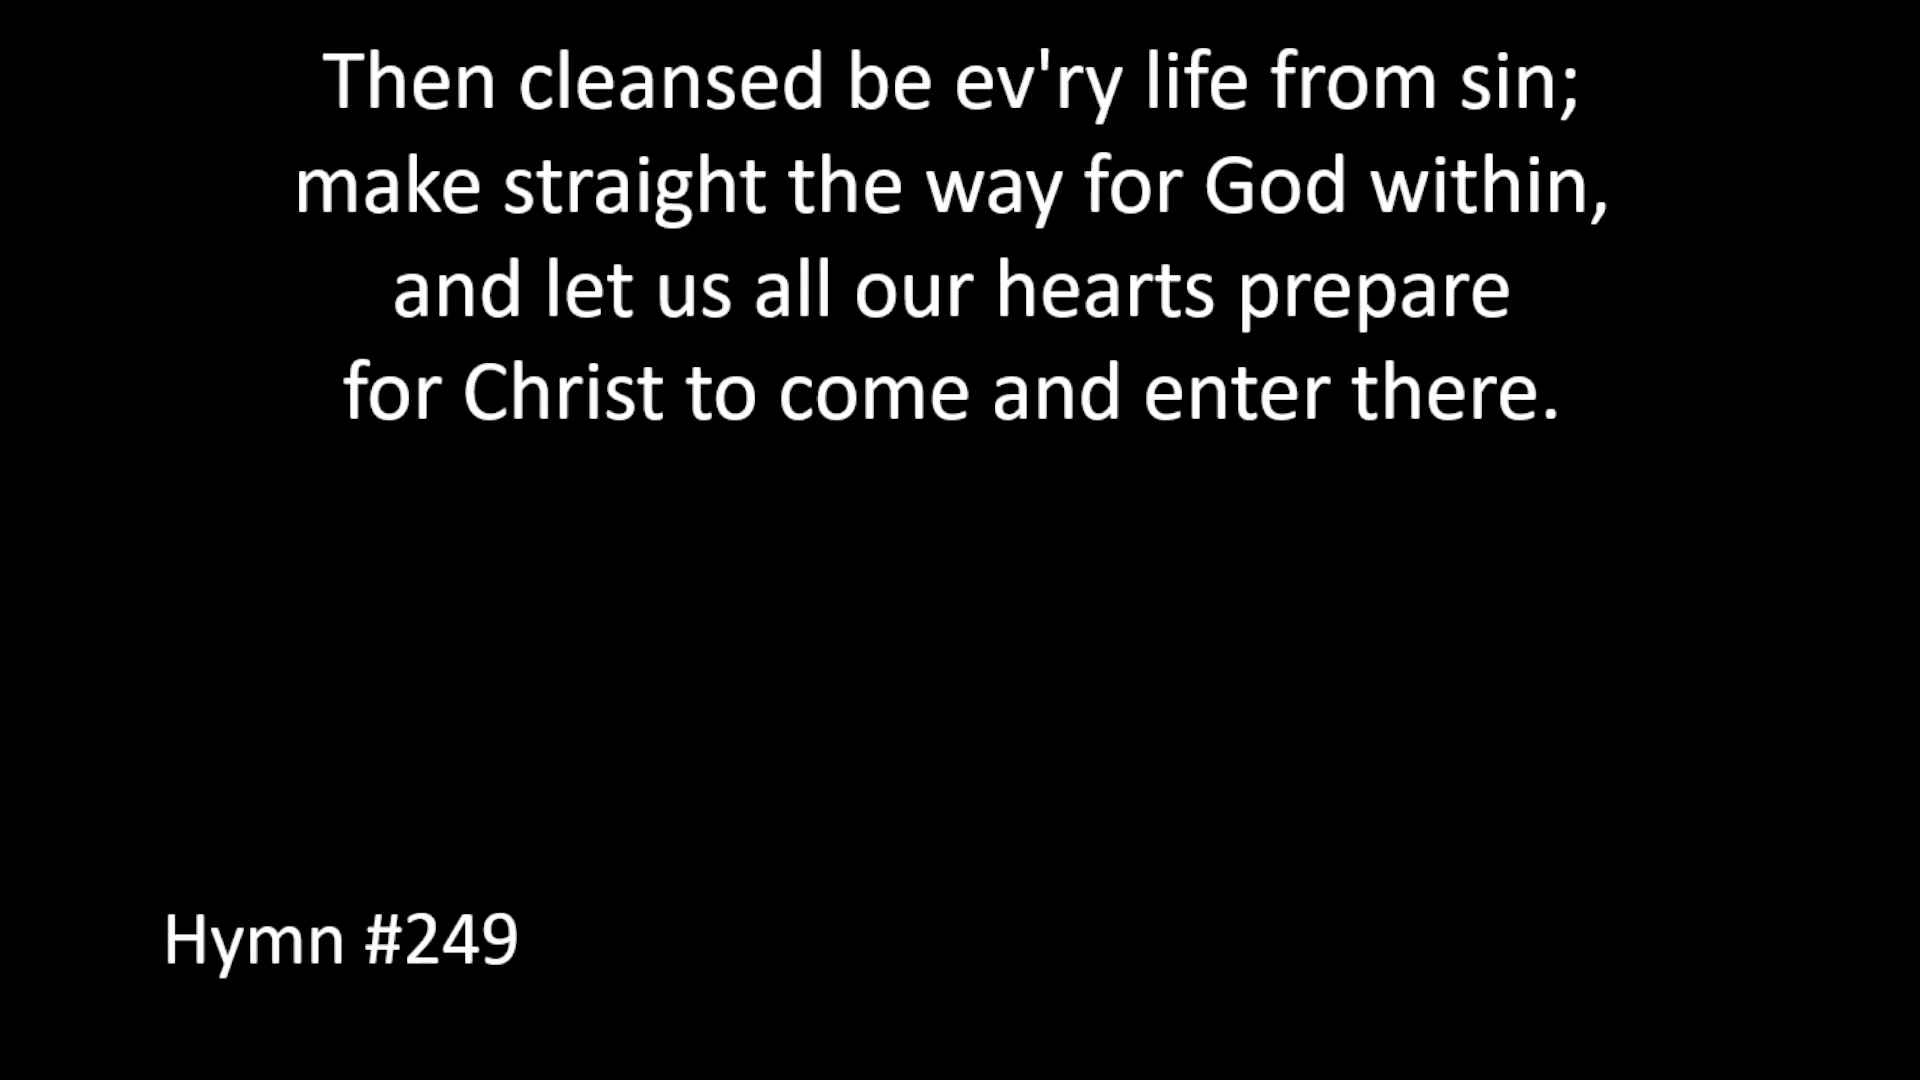 Then cleansed be ev'ry life from sin;
make straight the way for God within,
and let us all our hearts prepare
for Christ to come and enter there.
Hymn #249